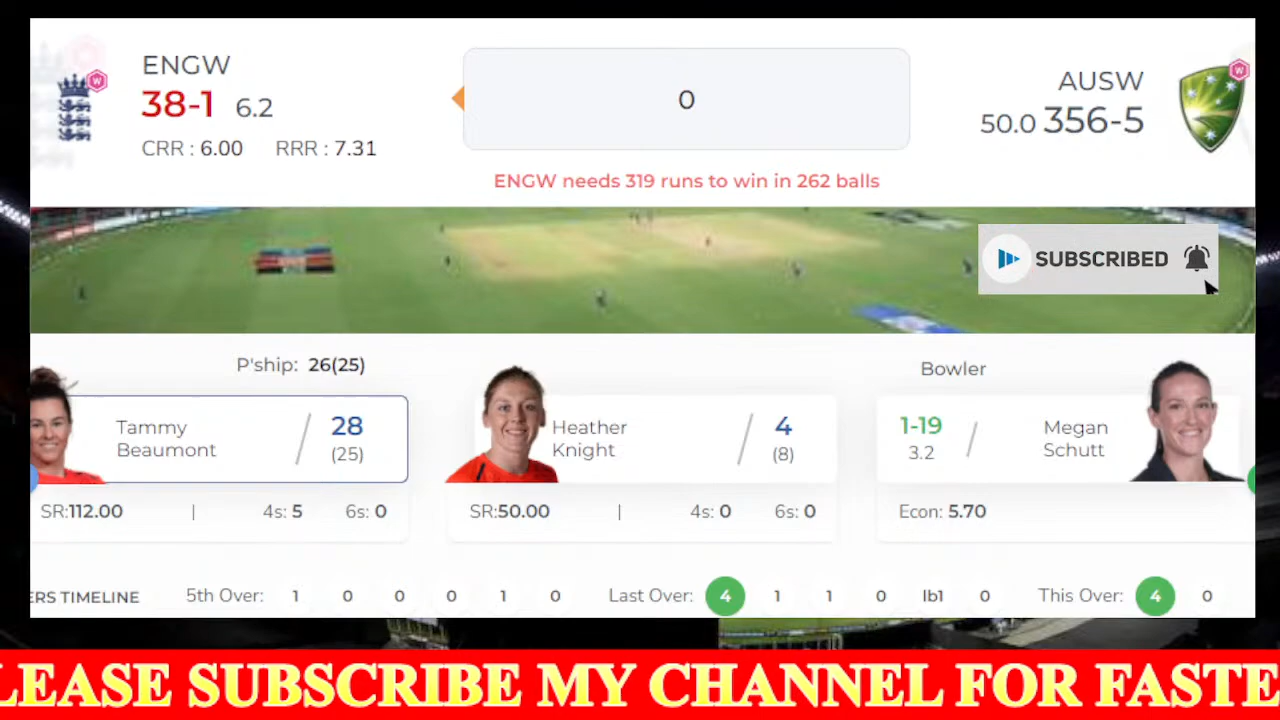 ENGW
38-1 6.2
CRR : 6.00 RRR : 7.31
0
AUSW
50.0 356-5
W
W
ENGW needs 319 runs to win in 262 balls
SUBSCRIBED
P'ship: 26(25)
Tammy Beaumont
28
(25)
SR:112.00 | 4s: 5 6s: 0
Heather Knight
4
(8)
SR:50.00 | 4s: 0 6s: 0
Bowler
1-19
3.2
Megan Schutt
Econ: 5.70
ERS TIMELINE 5th Over: 1 0 0 0 1 0 Last Over: 4 1 1 0 lb1 0 This Over: 4 0
LEASE SUBSCRIBE MY CHANNEL FOR FASTE